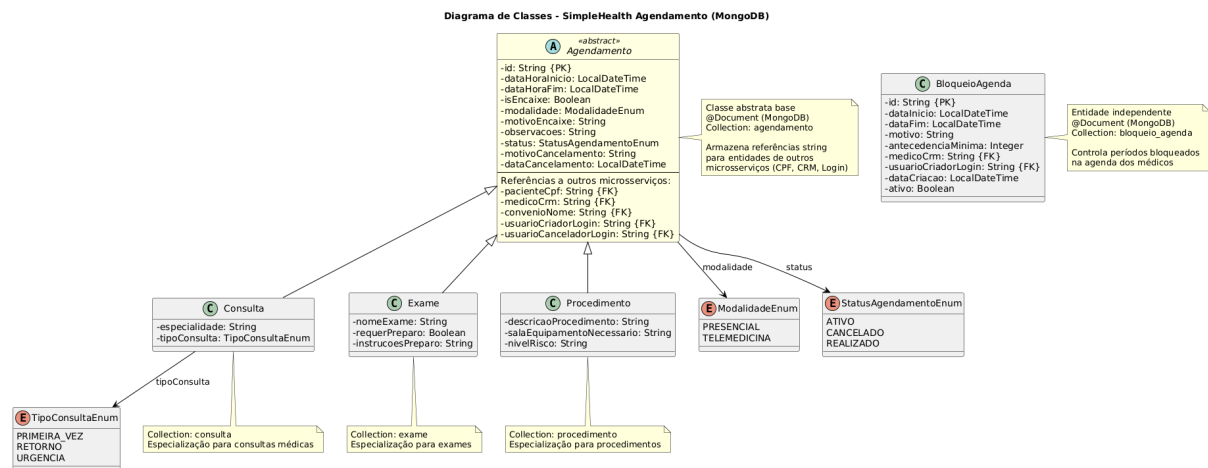 Diagrama de Classes - SimpleHealth Agendamento (MongoDB)
A
«abstract»
Agendamento
-id: String {PK}
-dataHoraInicio: LocalDateTime
-dataHoraFim: LocalDateTime
-isEncaixe: Boolean
-modalidade: ModalidadeEnum
-motivoEncaixe: String
-observacoes: String
-status: StatusAgendamentoEnum
-motivoCancelamento: String
-dataCancelamento: LocalDateTime
Referências a outros microsserviços:
-pacienteCpf: String {FK}
-medicoCrm: String {FK}
-convenioNome: String {FK}
-usuarioCriadorLogin: String {FK}
-usuarioCanceladorLogin: String {FK}
Classe abstrata base
@Document (MongoDB)
Collection: agendamento
Armazena referências string
para entidades de outros
microsserviços (CPF, CRM, Login)
C BloqueioAgenda
-id: String {PK}
-dataInicio: LocalDateTime
-dataFim: LocalDateTime
-motivo: String
-antecedenciaMinima: Integer
-medicoCrm: String {FK}
-usuarioCriadorLogin: String {FK}
-dataCriacao: LocalDateTime
-ativo: Boolean
Entidade independente
@Document (MongoDB)
Collection: bloqueio_agenda
Controla períodos bloqueados
na agenda dos médicos
modalidade
status
C Consulta
-especialidade: String
-tipoConsulta: TipoConsultaEnum
C Exame
-nomeExame: String
-requerPreparo: Boolean
-instrucoesPreparo: String
C Procedimento
-descricaoProcedimento: String
-salaEquipamentoNecessario: String
-nivelRisco: String
E ModalidadeEnum
PRESENCIAL
TELEMEDICINA
E StatusAgendamentoEnum
ATIVO
CANCELADO
REALIZADO
tipoConsulta
E TipoConsultaEnum
PRIMEIRA_VEZ
RETORNO
URGENCIA
Collection: consulta
Especialização para consultas médicas
Collection: exame
Especialização para exames
Collection: procedimento
Especialização para procedimentos